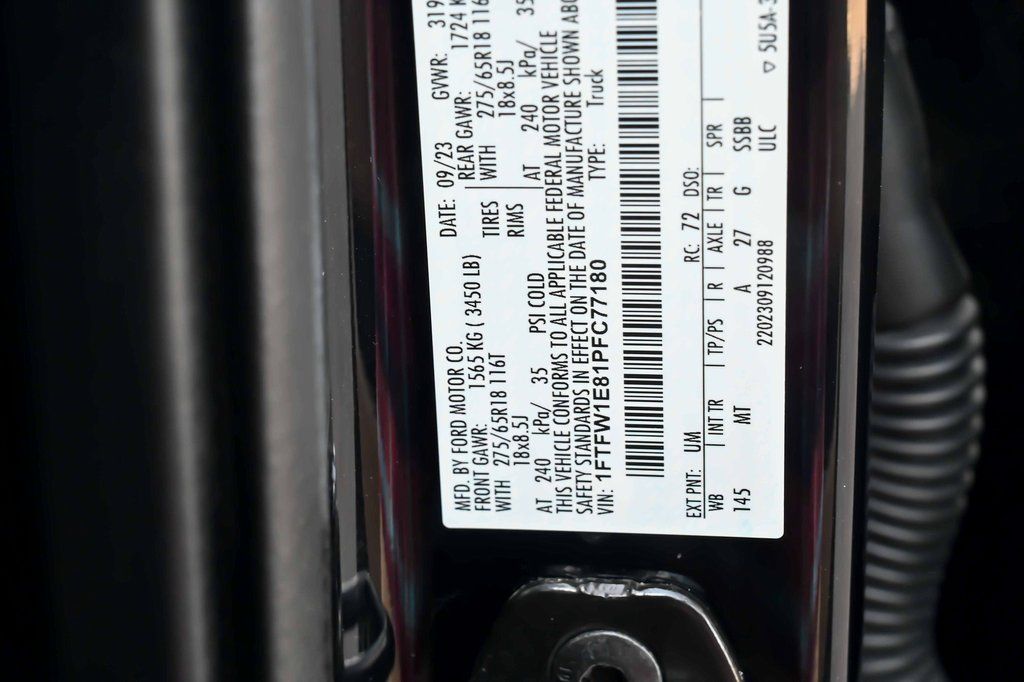 MFD. BY FORD MOTOR CO. DATE: 09/23 GVWR: 319
FRONT GAWR: 1565 KG ( 3450 LB) REAR GAWR: 1724 K
WITH 275/65R18 116T TIRES WITH 275/65R18 116
18x8.5J RIMS 18x8.5J
AT 240 kPa/ 35 PSI COLD AT 240 kPa/ 35
THIS VEHICLE CONFORMS TO ALL APPLICABLE FEDERAL MOTOR VEHICLE
SAFETY STANDARDS IN EFFECT ON THE DATE OF MANUFACTURE SHOWN ABO
VIN: 1FTFW1E81PFC77180 TYPE: Truck
EXT PNT: UM RC: 72 DSO:
WB INT TR TP/PS R AXLE TR SPR
145 MT A 27 G SSBB
2202309120988 ULC
▽ 5USA-3